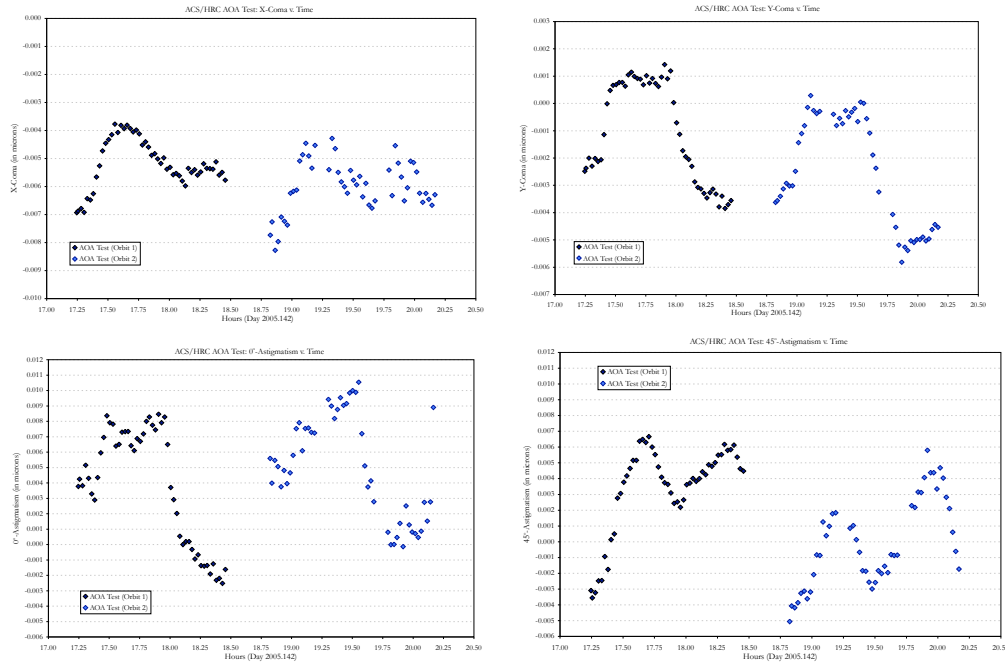 ACS/HRC AOA Test: X-Coma v. Time
0.000
-0.001
-0.002
-0.003
-0.004
-0.005
-0.006
-0.007
-0.008
-0.009
-0.010
X-Coma (in microns)
AOA Test (Orbit 1)
AOA Test (Orbit 2)
17.00 17.25 17.50 17.75 18.00 18.25 18.50 18.75 19.00 19.25 19.50 19.75 20.00 20.25 20.50
Hours (Day 2005.142)
ACS/HRC AOA Test: Y-Coma v. Time
0.003
0.002
0.001
0.000
-0.001
-0.002
-0.003
-0.004
-0.005
-0.006
-0.007
Y-Coma (in microns)
AOA Test (Orbit 1)
AOA Test (Orbit 2)
17.00 17.25 17.50 17.75 18.00 18.25 18.50 18.75 19.00 19.25 19.50 19.75 20.00 20.25 20.50
Hours (Day 2005.142)
ACS/HRC AOA Test: 0°-Astigmatism v. Time
0.012
0.011
0.010
0.009
0.008
0.007
0.006
0.005
0.004
0.003
0.002
0.001
0.000
-0.001
-0.002
-0.003
-0.004
-0.005
-0.006
0°-Astigmatism (in microns)
AOA Test (Orbit 1)
AOA Test (Orbit 2)
17.00 17.25 17.50 17.75 18.00 18.25 18.50 18.75 19.00 19.25 19.50 19.75 20.00 20.25 20.50
Hours (Day 2005.142)
ACS/HRC AOA Test: 45°-Astigmatism v. Time
0.012
0.011
0.010
0.009
0.008
0.007
0.006
0.005
0.004
0.003
0.002
0.001
0.000
-0.001
-0.002
-0.003
-0.004
-0.005
-0.006
45°-Astigmatism (in microns)
AOA Test (Orbit 1)
AOA Test (Orbit 2)
17.00 17.25 17.50 17.75 18.00 18.25 18.50 18.75 19.00 19.25 19.50 19.75 20.00 20.25 20.50
Hours (Day 2005.142)